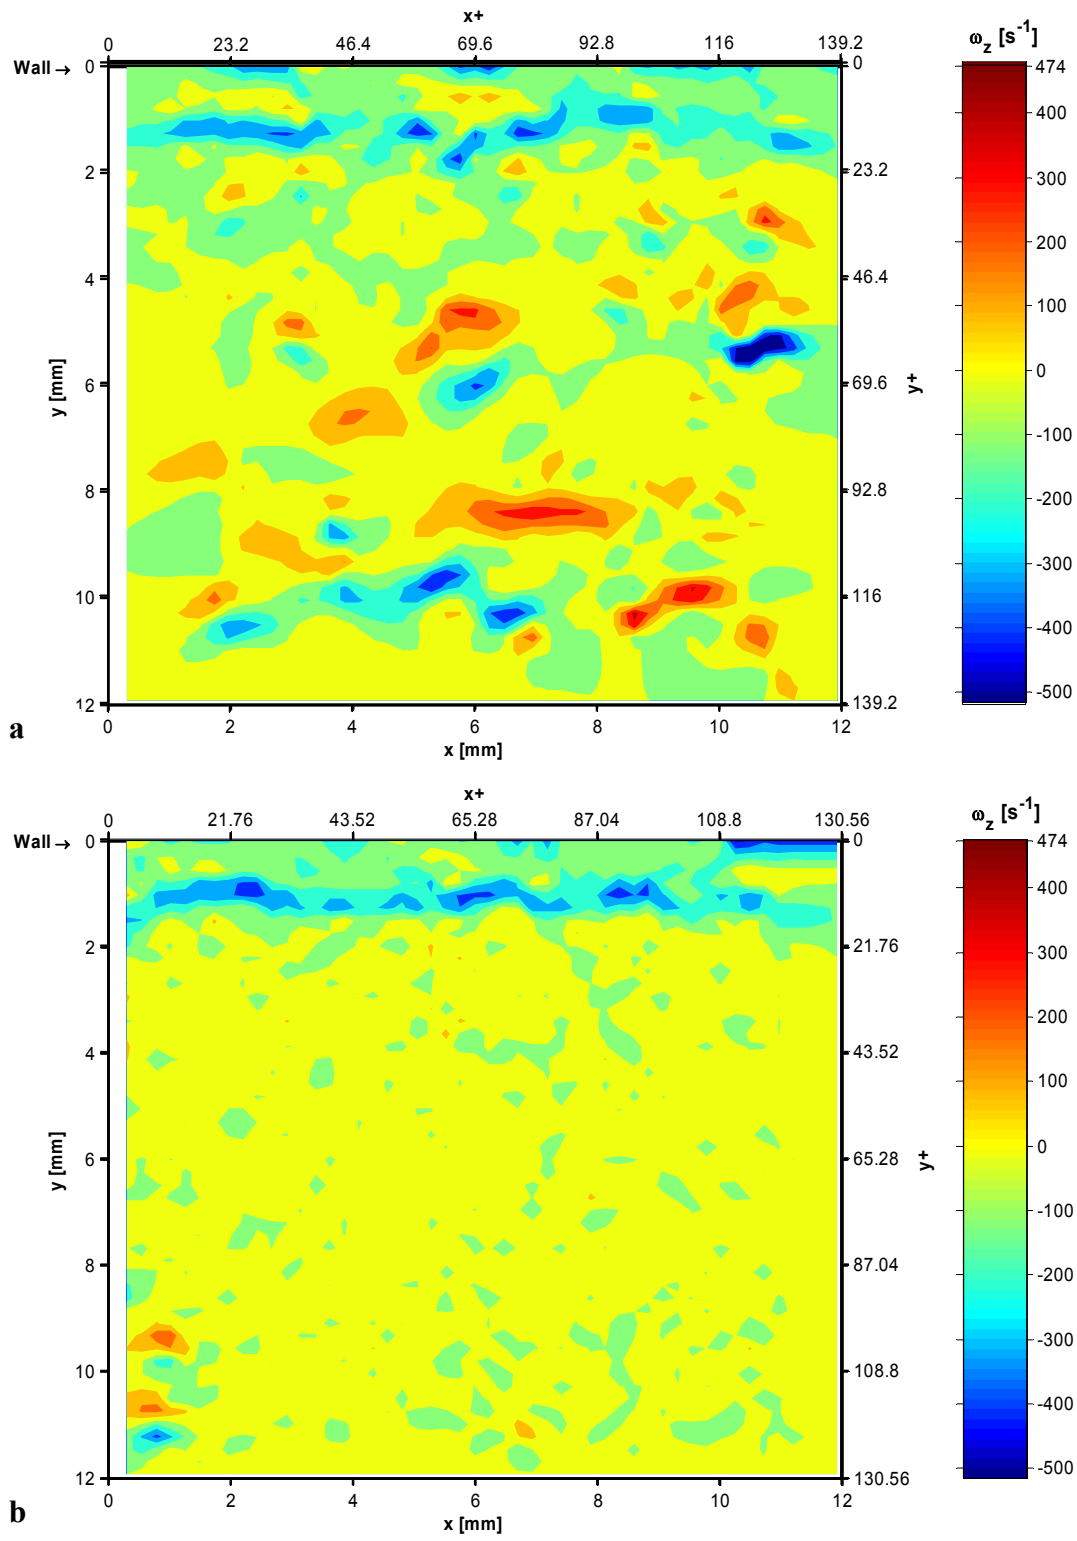 x+
0 23.2 46.4 69.6 92.8 116 139.2
Wall → 0 0
2 23.2
4 46.4
6 69.6
8 92.8
10 116
12 139.2
y [mm]
y+
0 2 4 6 8 10 12
x [mm]
a
ωz [s-1]
474
400
300
200
100
0
-100
-200
-300
-400
-500
x+
0 21.76 43.52 65.28 87.04 108.8 130.56
Wall → 0 0
2 21.76
4 43.52
6 65.28
8 87.04
10 108.8
12 130.56
y [mm]
y+
0 2 4 6 8 10 12
x [mm]
b
ωz [s-1]
474
400
300
200
100
0
-100
-200
-300
-400
-500